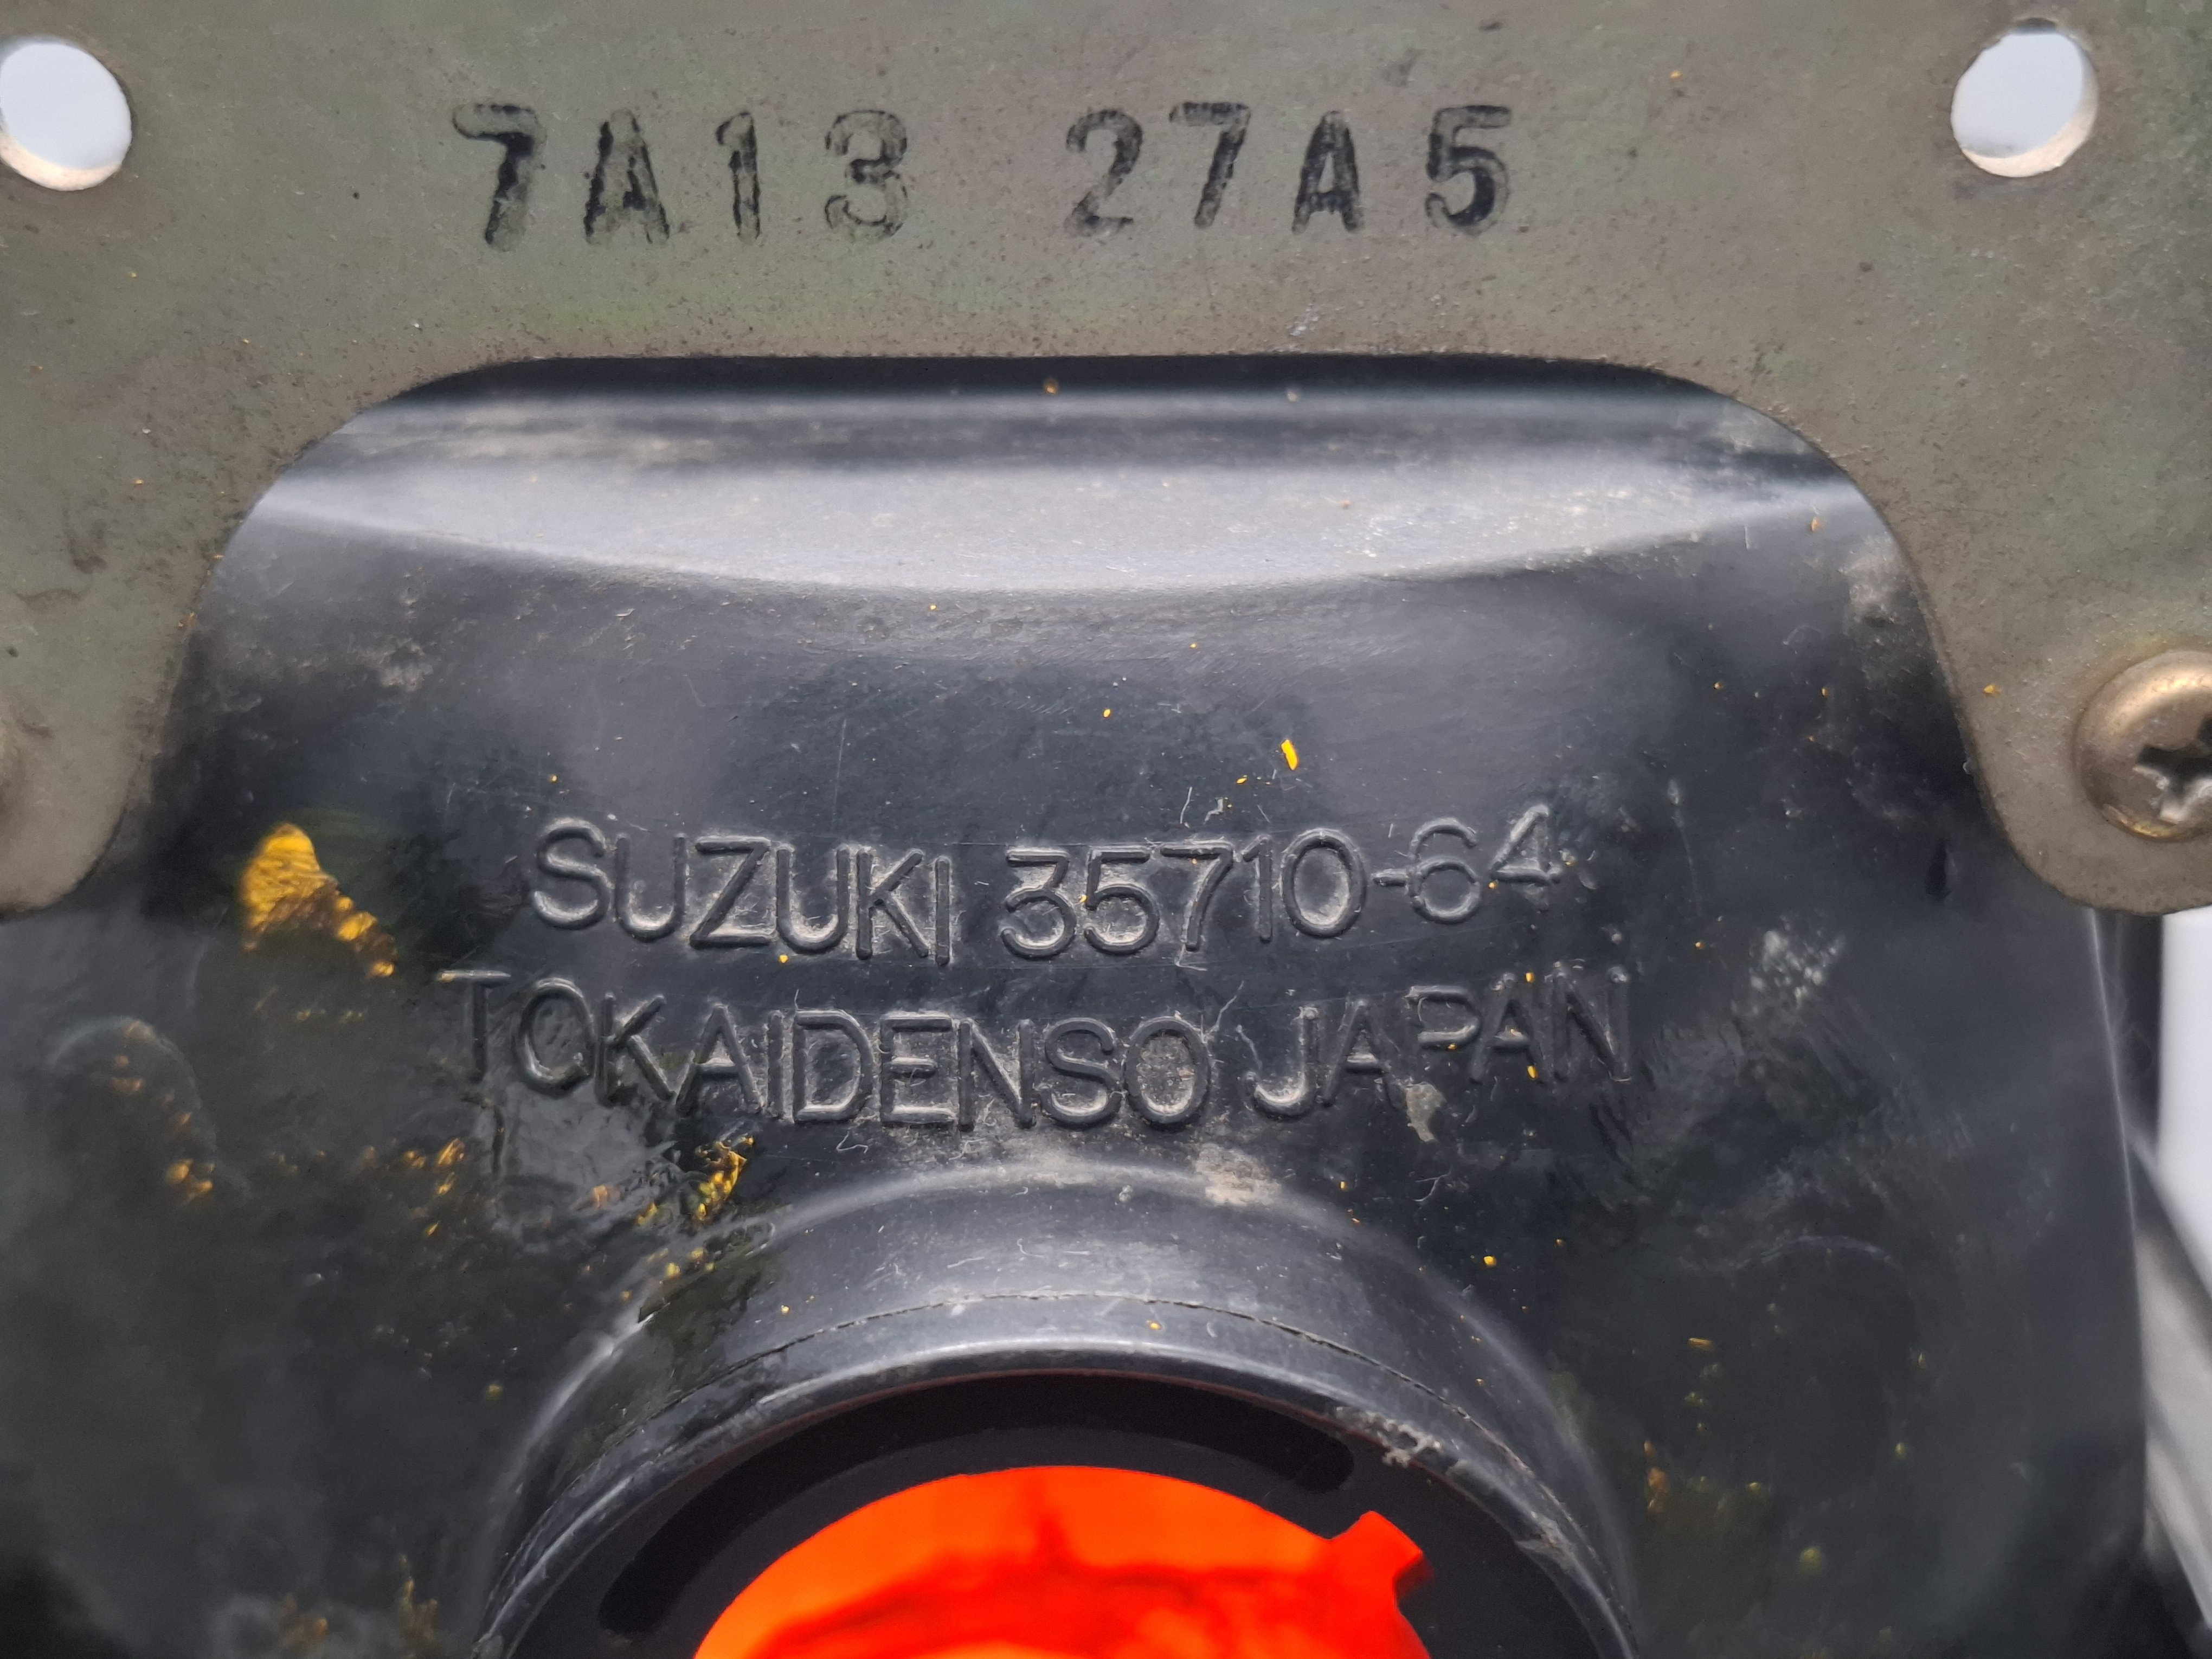 7A13 27A5
SUZUKI 35710-64
TOKAIDENSO JAPAN